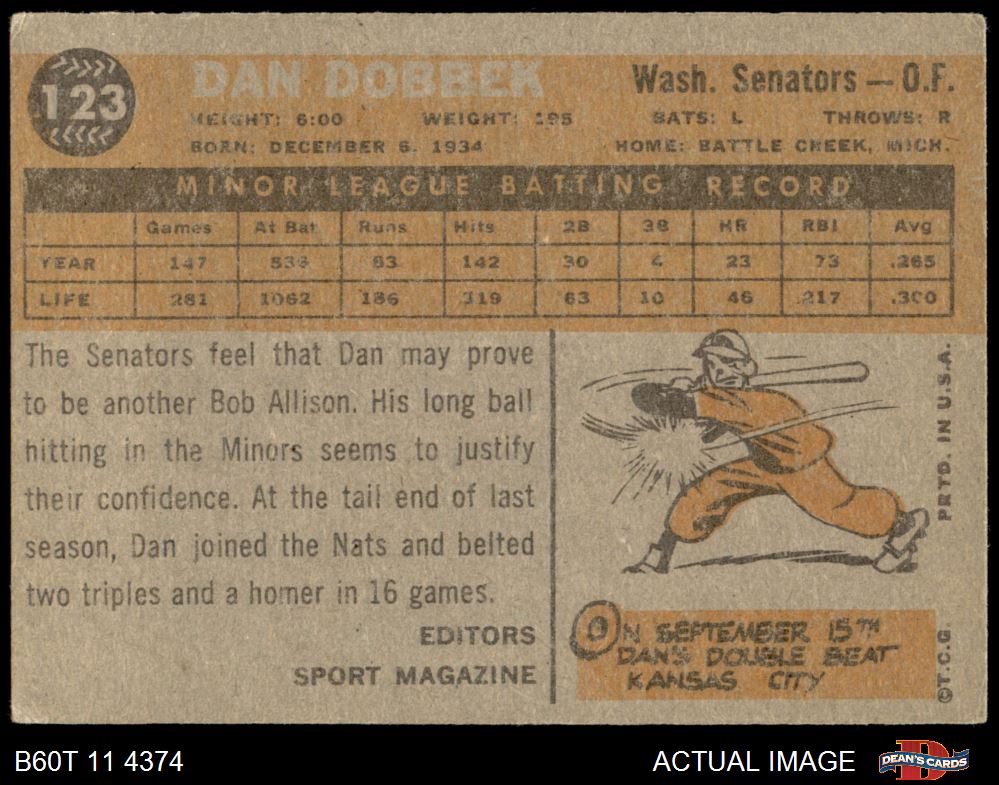 123
DAN DOBBEK
Wash. Senators — O.F.
HEIGHT: 6:00 WEIGHT: 195 BATS: L THROWS: R
BORN: DECEMBER 6, 1934 HOME: BATTLE CREEK, MICH.
MINOR LEAGUE BATTING RECORD
Games At Bat Runs Hits 2B 3B HR RBI Avg
YEAR 147 536 93 142 30 4 23 73 .265
LIFE 281 1062 186 319 63 10 46 217 .300
The Senators feel that Dan may prove
to be another Bob Allison. His long ball
hitting in the Minors seems to justify
their confidence. At the tail end of last
season, Dan joined the Nats and belted
two triples and a homer in 16 games.
EDITORS
SPORT MAGAZINE
ON SEPTEMBER 15TH
DAN'S DOUBLE BEAT
KANSAS CITY
©T.C.G. PRTD. IN U.S.A.
B60T 11 4374 ACTUAL IMAGE DEAN'S CARDS